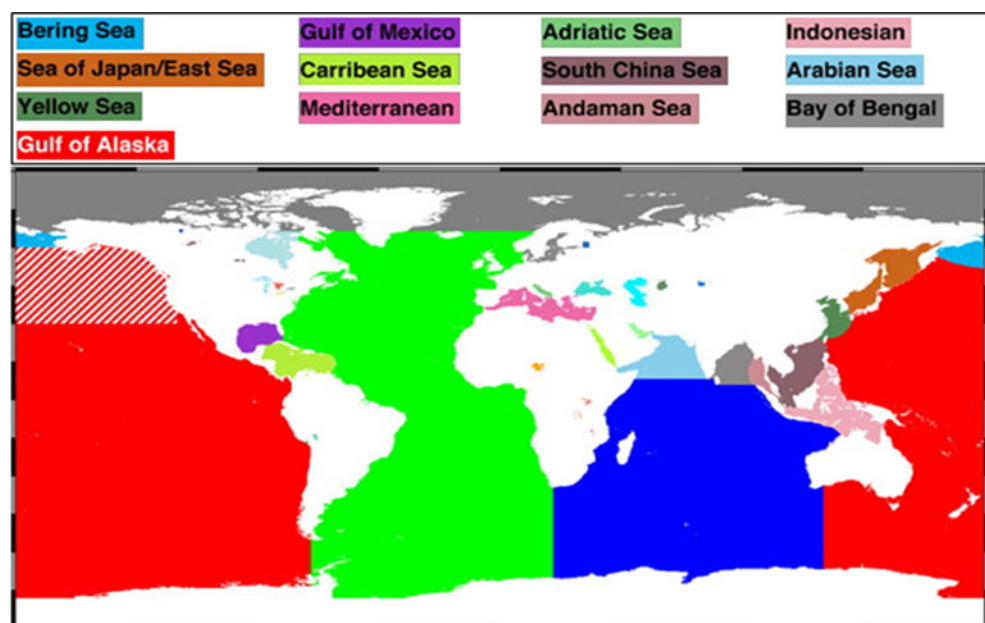 Bering Sea
Gulf of Mexico
Adriatic Sea
Indonesian
Sea of Japan/East Sea
Carribean Sea
South China Sea
Arabian Sea
Yellow Sea
Mediterranean
Andaman Sea
Bay of Bengal
Gulf of Alaska